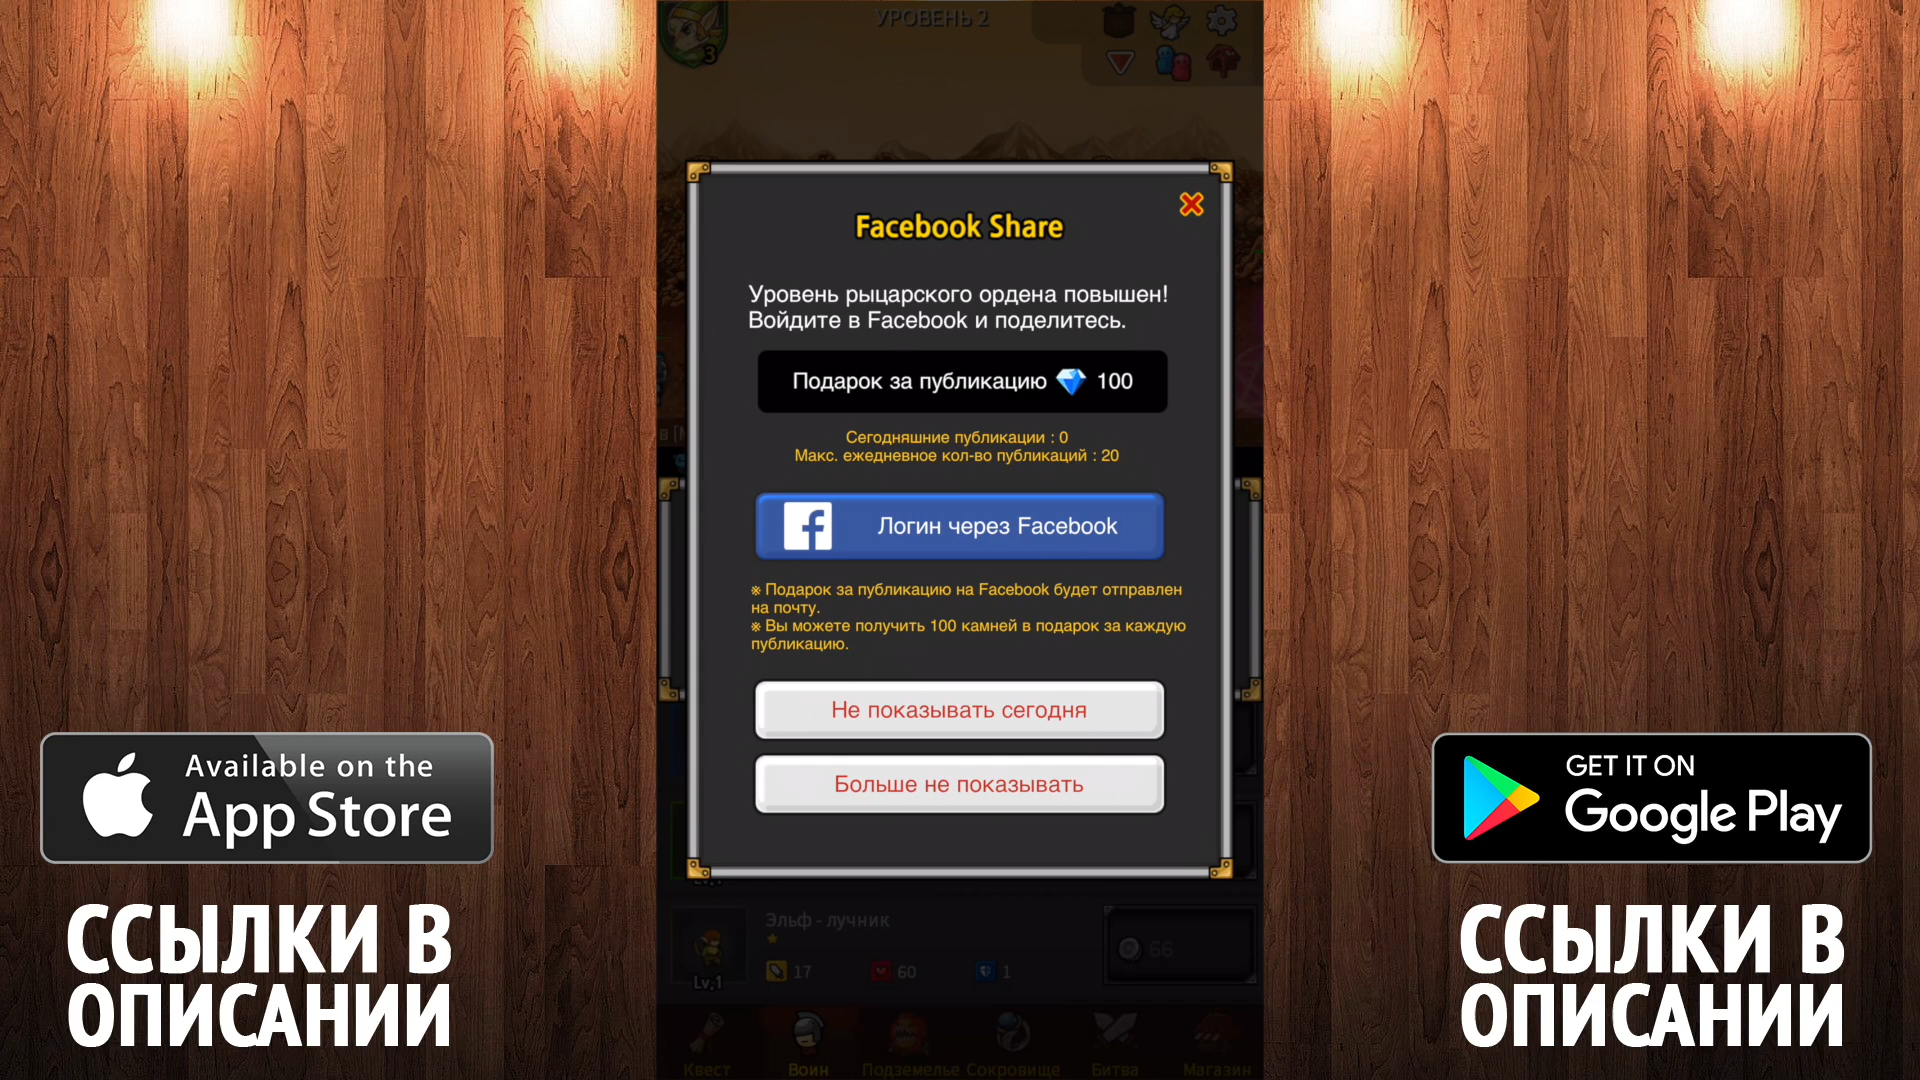 УРОВЕНЬ 2
3
Facebook Share
Уровень рыцарского ордена повышен!
Войдите в Facebook и поделитесь.
Подарок за публикацию 100
Сегодняшние публикации : 0
Макс. ежедневное кол-во публикаций : 20
Логин через Facebook
※ Подарок за публикацию на Facebook будет отправлен
на почту.
※ Вы можете получить 100 камней в подарок за каждую
публикацию.
Не показывать сегодня
Больше не показывать
Available on the
App Store
ССЫЛКИ В
ОПИСАНИИ
GET IT ON
Google Play
ССЫЛКИ В
ОПИСАНИИ
Эльф - лучник
Lv.1
17 60 1
66
Квест Воин Подземелье Сокровище Битва Магазин